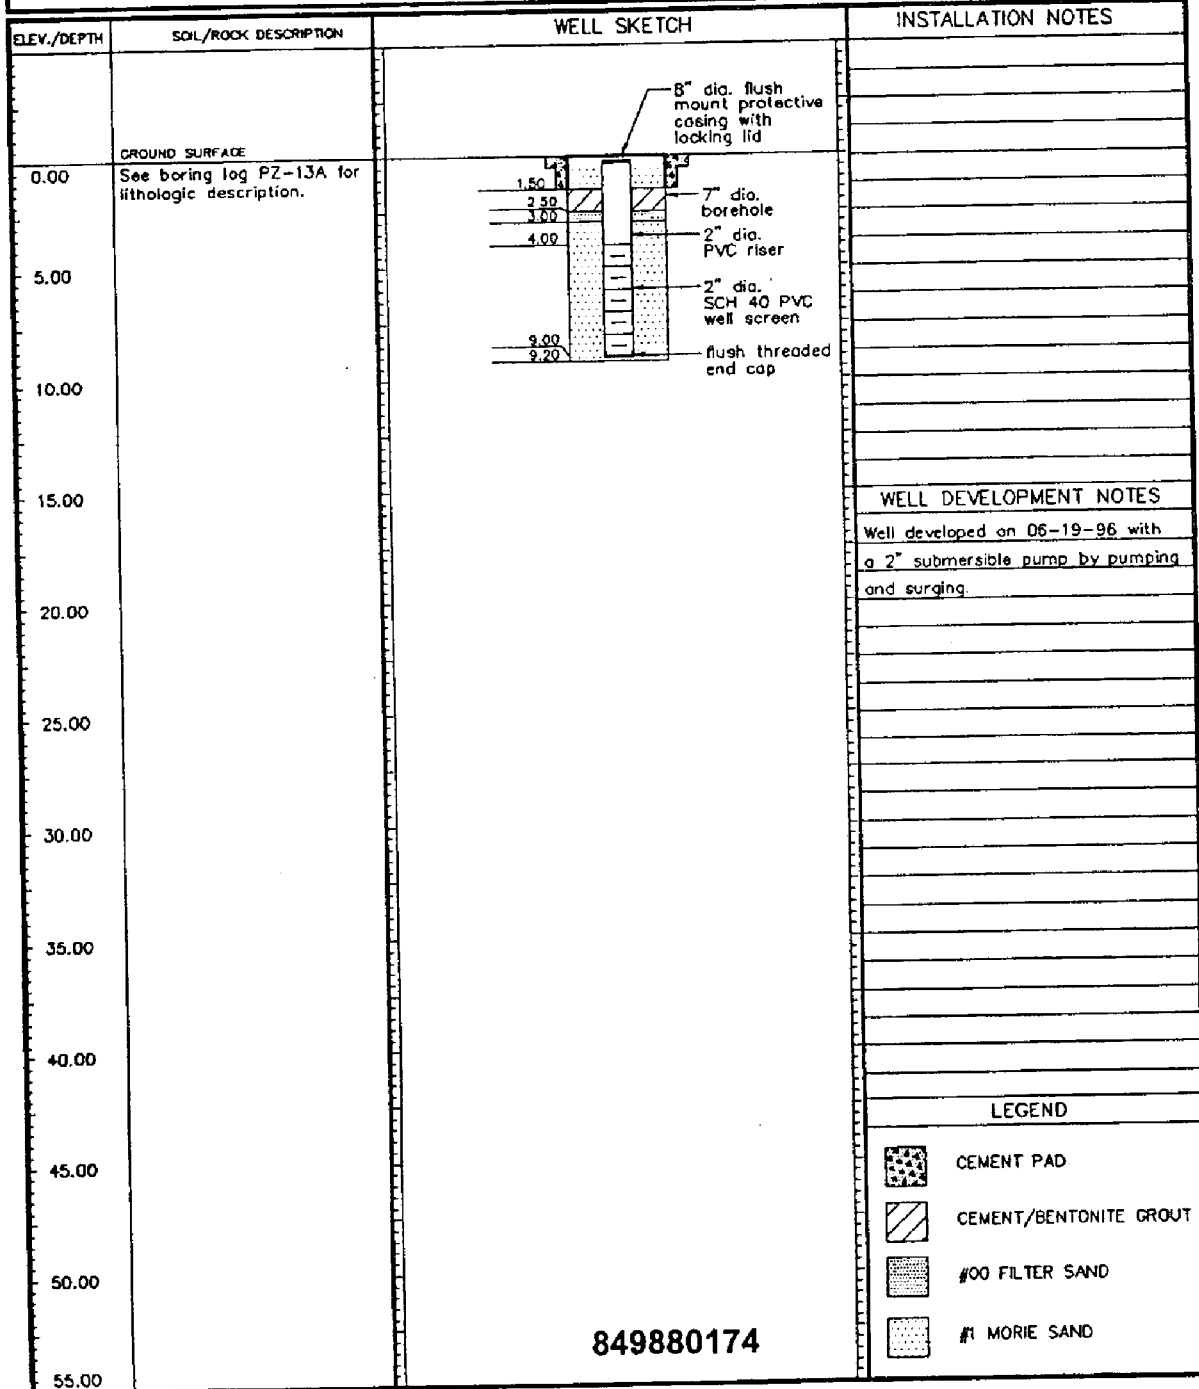 ELEV./DEPTH
SOIL/ROCK DESCRIPTION
WELL SKETCH
INSTALLATION NOTES
8" dia. flush
mount protective
casing with
locking lid
GROUND SURFACE
0.00
See boring log PZ-13A for
lithologic description.
1.50
2.50
3.00
4.00
7" dia.
borehole
2" dia.
PVC riser
5.00
2" dia.
SCH 40 PVC
well screen
9.00
9.20
flush threaded
end cap
10.00
15.00
WELL DEVELOPMENT NOTES
Well developed on 06-19-96 with
a 2" submersible pump by pumping
and surging.
20.00
25.00
30.00
35.00
40.00
LEGEND
45.00
CEMENT PAD
CEMENT/BENTONITE GROUT
50.00
#00 FILTER SAND
#1 MORIE SAND
849880174
55.00